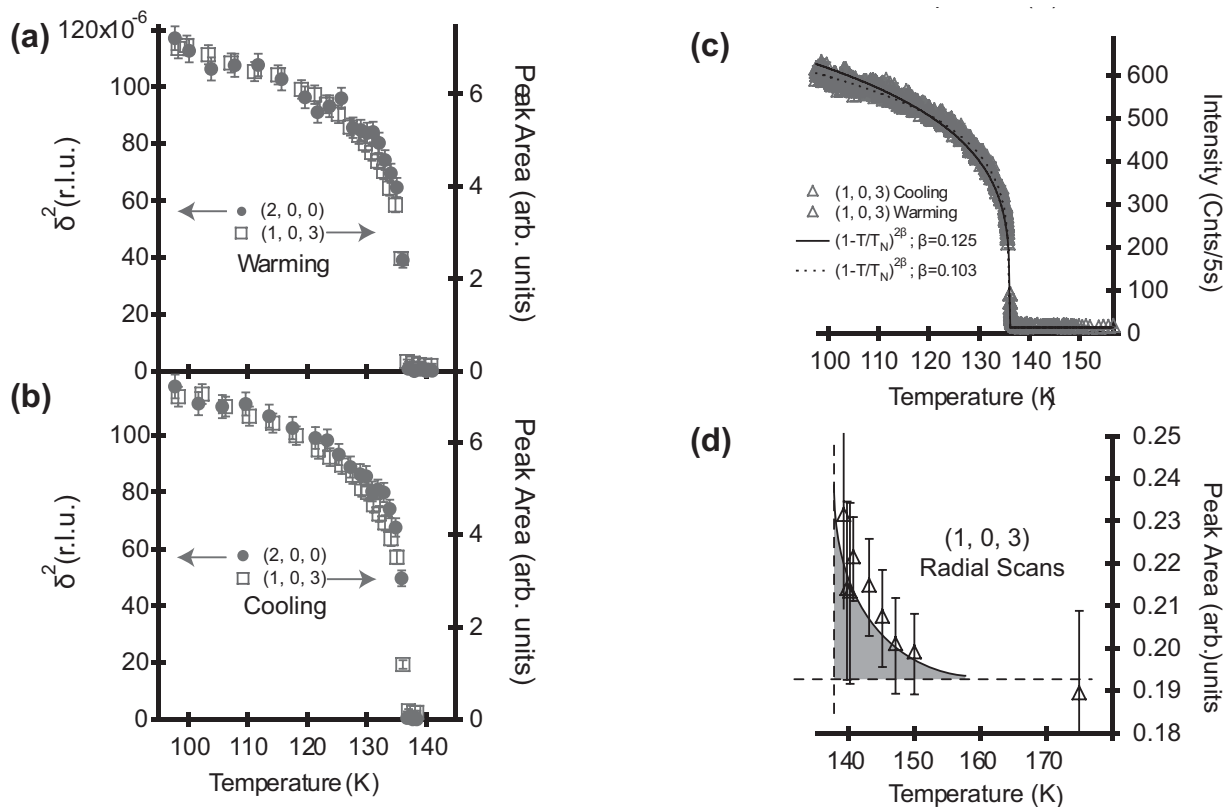 (a)
120x10⁻⁶
100
80
60
40
20
0
δ²(r.l.u.)
(2, 0, 0)
(1, 0, 3)
Warming
6
4
2
0
Peak Area (arb. units)
(b)
100
80
60
40
20
0
δ²(r.l.u.)
(2, 0, 0)
(1, 0, 3)
Cooling
6
4
2
0
Peak Area (arb. units)
100 110 120 130 140
Temperature (K)
(c)
600
500
400
300
200
100
0
Intensity (Cnts/5s)
(1, 0, 3) Cooling
(1, 0, 3) Warming
(1-T/T_N)^2β ; β=0.125
(1-T/T_N)^2β ; β=0.103
100 110 120 130 140 150
Temperature (K)
(d)
0.25
0.24
0.23
0.22
0.21
0.20
0.19
0.18
Peak Area (arb.)units
(1, 0, 3)
Radial Scans
140 150 160 170
Temperature (K)